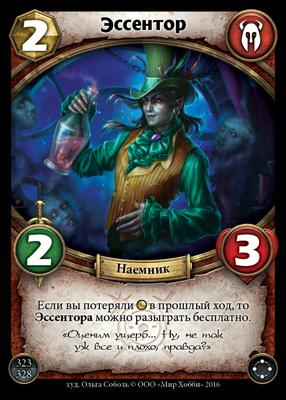 2 Эссентор
2 3
Наемник
Если вы потеряли в прошлый ход, то
Эссентора можно разыграть бесплатно.
«Оценим ущерб... Ну, не так
уж все и плохо, правда?»
323
328
худ. Ольга Соболь © ООО «Мир Хобби» 2016